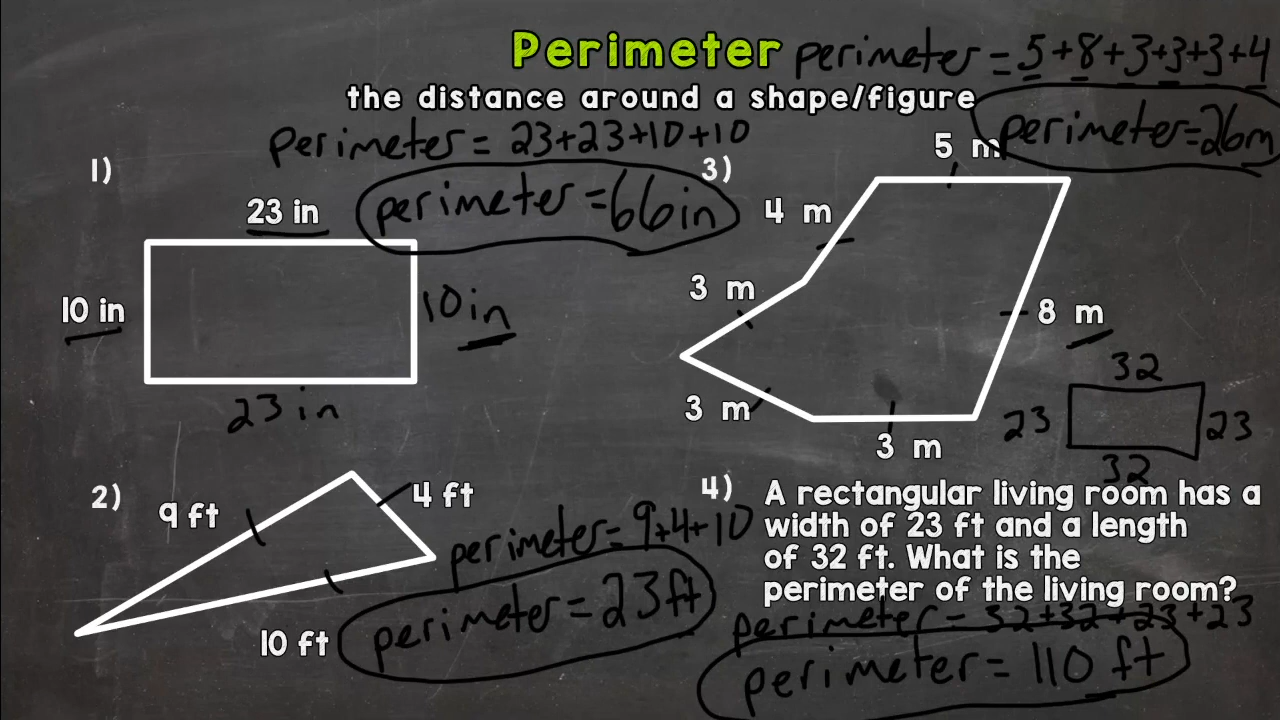 Perimeter
perimeter = 5+8+3+3+3+4
the distance around a shape/figure
perimeter=26m
perimeter = 23+23+10+10
1)
23 in
perimeter =66in
10 in
10in
23 in
3)
5 m
4 m
3 m
8 m
3 m
3 m
2)
9 ft
4 ft
10 ft
perimeter= 9+4+10
perimeter= 23ft
32
23
23
32
4)
A rectangular living room has a
width of 23 ft and a length
of 32 ft. What is the
perimeter of the living room?
perimeter = 32+32+23+23
perimeter= 110 ft